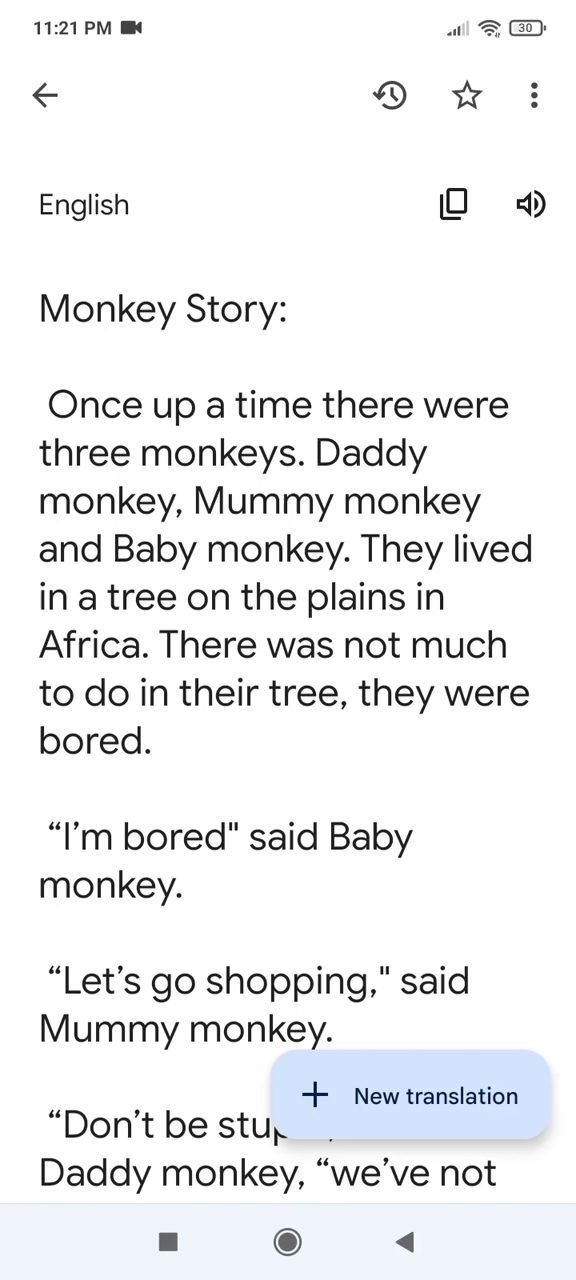 11:21 PM
30
English
Monkey Story:
Once up a time there were
three monkeys. Daddy
monkey, Mummy monkey
and Baby monkey. They lived
in a tree on the plains in
Africa. There was not much
to do in their tree, they were
bored.
“I’m bored" said Baby
monkey.
“Let’s go shopping," said
Mummy monkey.
“Don’t be
New translation
Daddy monkey, “we’ve not